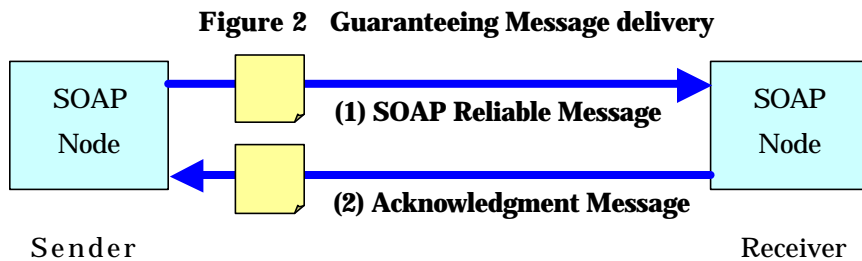 Figure 2 Guaranteeing Message delivery
SOAP
Node
(1) SOAP Reliable Message
SOAP
Node
(2) Acknowledgment Message
Sender
Receiver